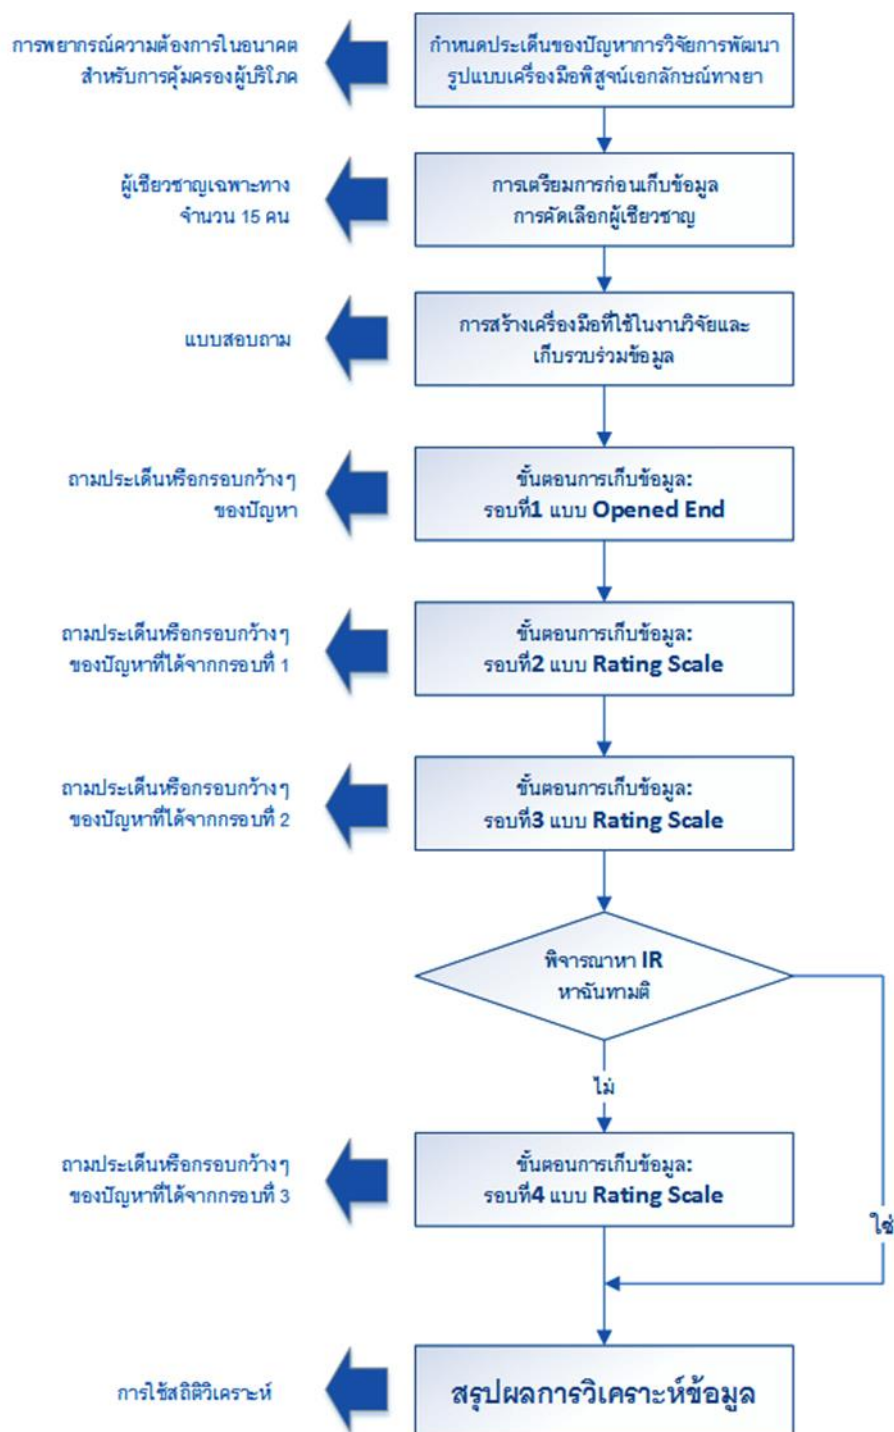 การพยากรณ์ความต้องการในอนาคต
สำหรับการคุ้มครองผู้บริโภค
กำหนดประเด็นของปัญหาการวิจัยการพัฒนา
รูปแบบเครื่องมือพิสูจน์เอกลักษณ์ทางยา
ผู้เชียวชาญเฉพาะทาง
จำนวน 15 คน
การเตรียมการก่อนเก็บข้อมูล
การคัดเลือกผู้เชียวชาญ
แบบสอบถาม
การสร้างเครื่องมือที่ใช้ในงานวิจัยและ
เก็บรวบร่วมข้อมูล
ถามประเด็นหรือกรอบกว้างๆ
ของปัญหา
ขั้นตอนการเก็บข้อมูล:
รอบที่1 แบบ Opened End
ถามประเด็นหรือกรอบกว้างๆ
ของปัญหาที่ได้จากกรอบที่ 1
ขั้นตอนการเก็บข้อมูล:
รอบที่2 แบบ Rating Scale
ถามประเด็นหรือกรอบกว้างๆ
ของปัญหาที่ได้จากกรอบที่ 2
ขั้นตอนการเก็บข้อมูล:
รอบที่3 แบบ Rating Scale
พิจารณาหา IR
หาฉันทามติ
ไม่
ถามประเด็นหรือกรอบกว้างๆ
ของปัญหาที่ได้จากกรอบที่ 3
ขั้นตอนการเก็บข้อมูล:
รอบที่4 แบบ Rating Scale
ใช่
การใช้สถิติวิเคราะห์
สรุปผลการวิเคราะห์ข้อมูล